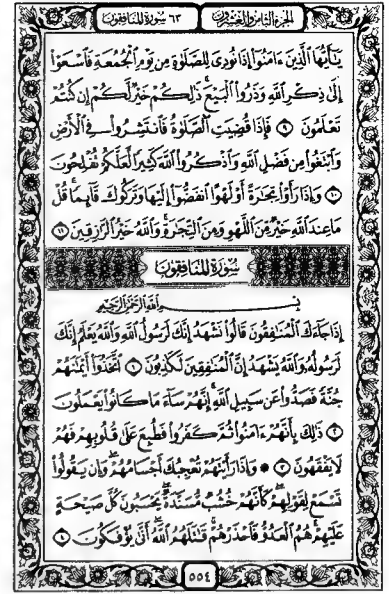 الجزء الثامن والعشرون
٦٣ سورة المنافقون
يَـٰٓأَيُّهَا ٱلَّذِينَ ءَامَنُوٓا۟ إِذَا نُودِىَ لِلصَّلَوٰةِ مِن يَوْمِ ٱلْجُمُعَةِ فَٱسْعَوْا۟
إِلَىٰ ذِكْرِ ٱللَّهِ وَذَرُوا۟ ٱلْبَيْعَ ۚ ذَٰلِكُمْ خَيْرٌ لَّكُمْ إِن كُنتُمْ
تَعْلَمُونَ ٩ فَإِذَا قُضِيَتِ ٱلصَّلَوٰةُ فَٱنتَشِرُوا۟ فِى ٱلْأَرْضِ
وَٱبْتَغُوا۟ مِن فَضْلِ ٱللَّهِ وَٱذْكُرُوا۟ ٱللَّهَ كَثِيرًا لَّعَلَّكُمْ تُفْلِحُونَ
١٠ وَإِذَا رَأَوْا۟ تِجَـٰرَةً أَوْ لَهْوًا ٱنفَضُّوٓا۟ إِلَيْهَا وَتَرَكُوكَ قَآئِمًا ۚ قُلْ
مَا عِندَ ٱللَّهِ خَيْرٌ مِّنَ ٱللَّهْوِ وَمِنَ ٱلتِّجَـٰرَةِ ۚ وَٱللَّهُ خَيْرُ ٱلرَّٰزِقِينَ ١١
سورة المنافقون
بِسْمِ ٱللَّهِ ٱلرَّحْمَـٰنِ ٱلرَّحِيمِ
إِذَا جَآءَكَ ٱلْمُنَـٰفِقُونَ قَالُوا۟ نَشْهَدُ إِنَّكَ لَرَسُولُ ٱللَّهِ ۗ وَٱللَّهُ يَعْلَمُ إِنَّكَ
لَرَسُولُهُۥ وَٱللَّهُ يَشْهَدُ إِنَّ ٱلْمُنَـٰفِقِينَ لَكَـٰذِبُونَ ١ ٱتَّخَذُوٓا۟ أَيْمَـٰنَهُمْ
جُنَّةً فَصَدُّوا۟ عَن سَبِيلِ ٱللَّهِ ۚ إِنَّهُمْ سَآءَ مَا كَانُوا۟ يَعْمَلُونَ
٢ ذَٰلِكَ بِأَنَّهُمْ ءَامَنُوا۟ ثُمَّ كَفَرُوا۟ فَطُبِعَ عَلَىٰ قُلُوبِهِمْ فَهُمْ
لَا يَفْقَهُونَ ٣ ۞ وَإِذَا رَأَيْتَهُمْ تُعْجِبُكَ أَجْسَامُهُمْ ۖ وَإِن يَقُولُوا۟
تَسْمَعْ لِقَوْلِهِمْ ۖ كَأَنَّهُمْ خُشُبٌ مُّسَنَّدَةٌ ۖ يَحْسَبُونَ كُلَّ صَيْحَةٍ
عَلَيْهِمْ ۚ هُمُ ٱلْعَدُوُّ فَٱحْذَرْهُمْ ۚ قَـٰتَلَهُمُ ٱللَّهُ ۖ أَنَّىٰ يُؤْفَكُونَ ٤
٥٥٤